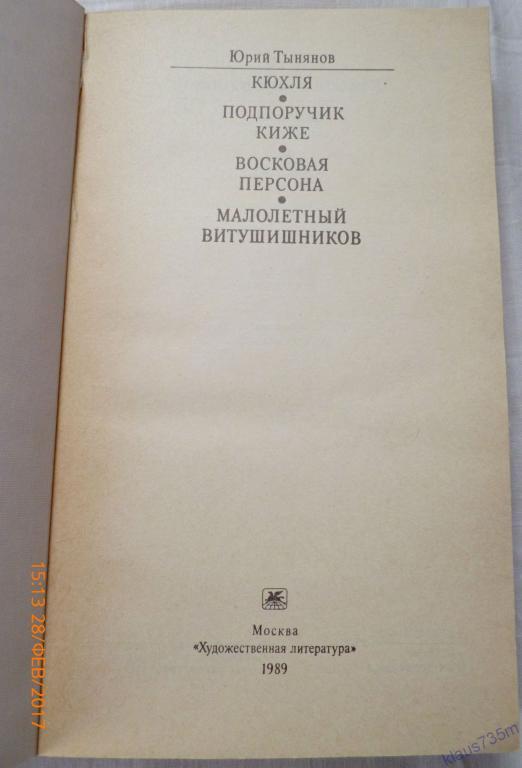 Юрий Тынянов
КЮХЛЯ
•
ПОДПОРУЧИК
КИЖЕ
•
ВОСКОВАЯ
ПЕРСОНА
•
МАЛОЛЕТНЫЙ
ВИТУШИШНИКОВ
Москва
«Художественная литература»
1989
15:13 28/ФЕВ/2017
klaus735m